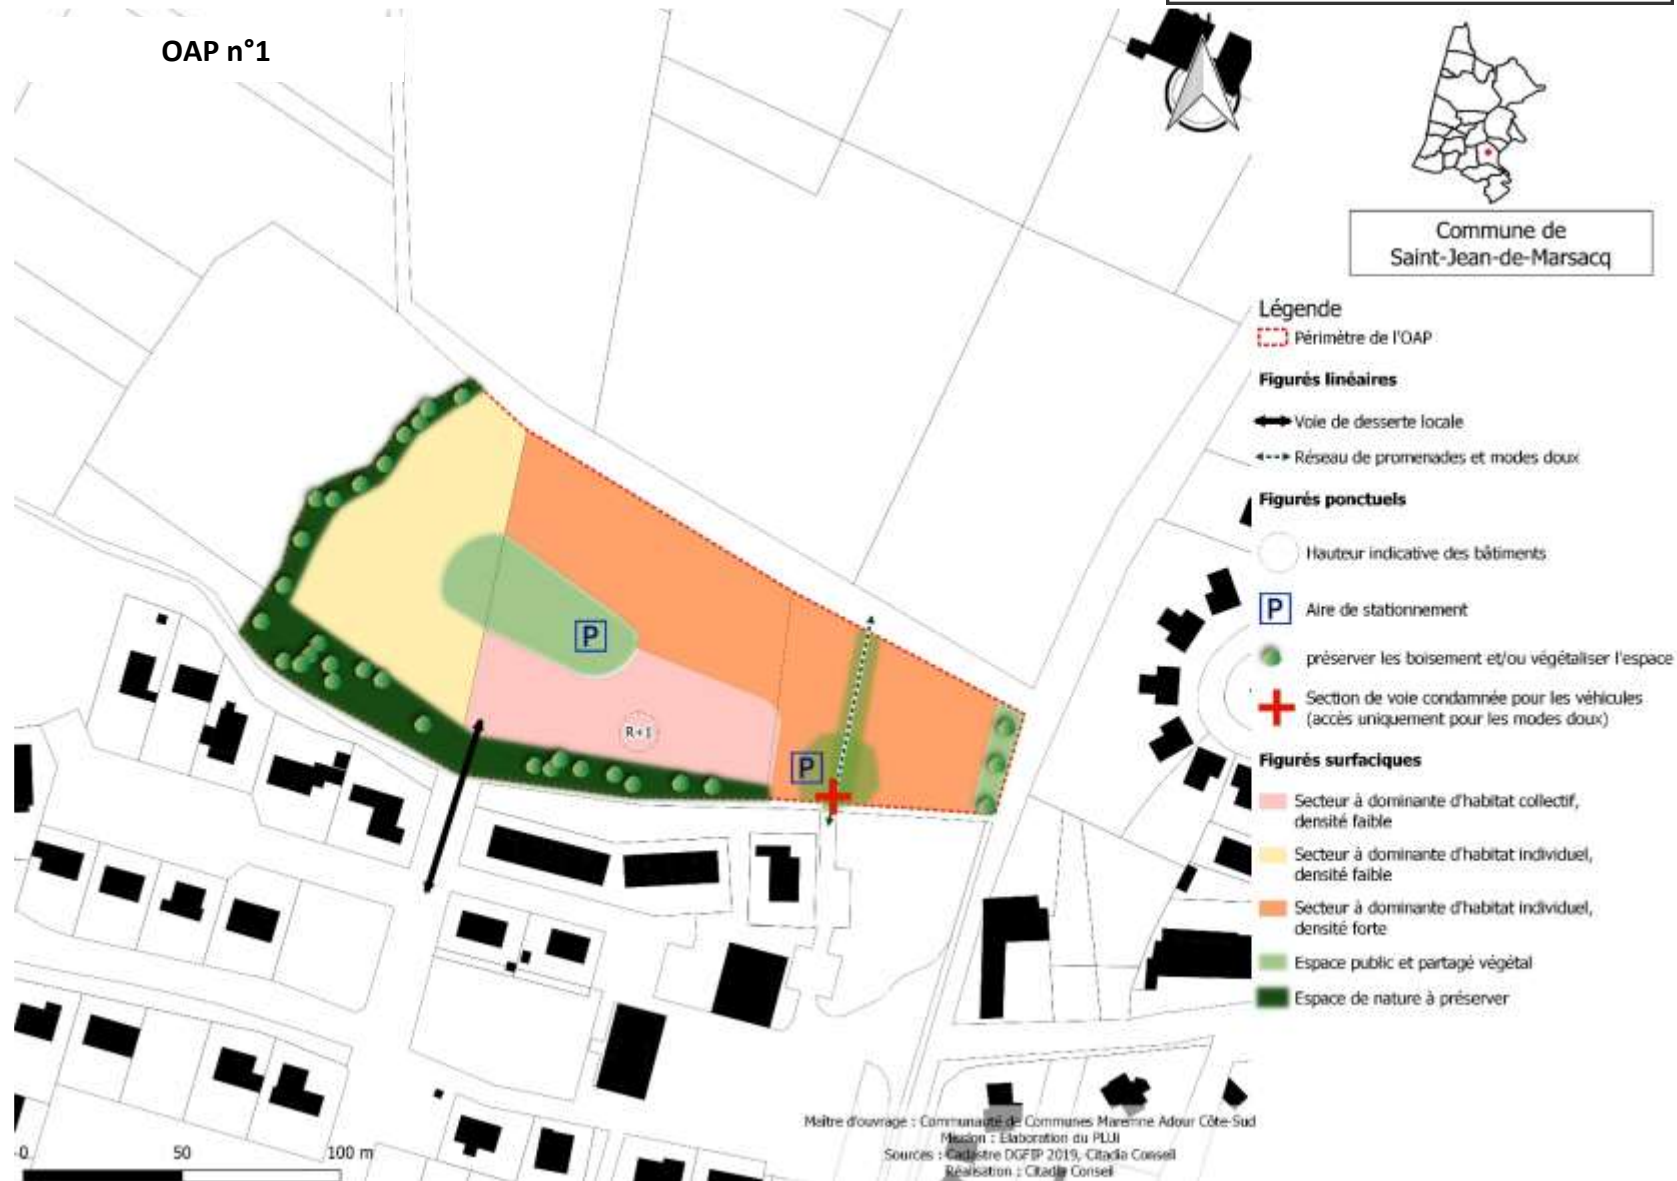 OAP n°1
Commune de
Saint-Jean-de-Marsacq
Légende
Périmètre de l'OAP
Figurés linéaires
Voie de desserte locale
Réseau de promenades et modes doux
Figurés ponctuels
Hauteur indicative des bâtiments
P
Aire de stationnement
préserver les boisement et/ou végétaliser l'espace
Section de voie condamnée pour les véhicules
(accès uniquement pour les modes doux)
Figurés surfaciques
Secteur à dominante d'habitat collectif,
densité faible
Secteur à dominante d'habitat individuel,
densité faible
Secteur à dominante d'habitat individuel,
densité forte
Espace public et partagé végétal
Espace de nature à préserver
P
R+1
P
Maître d'ouvrage : Communauté de Communes Maremne Adour Côte-Sud
Mission : Elaboration du PLUi
Sources : Cadastre DGFIP 2019, Citadia Conseil
Réalisation : Citadia Conseil
0 50 100 m